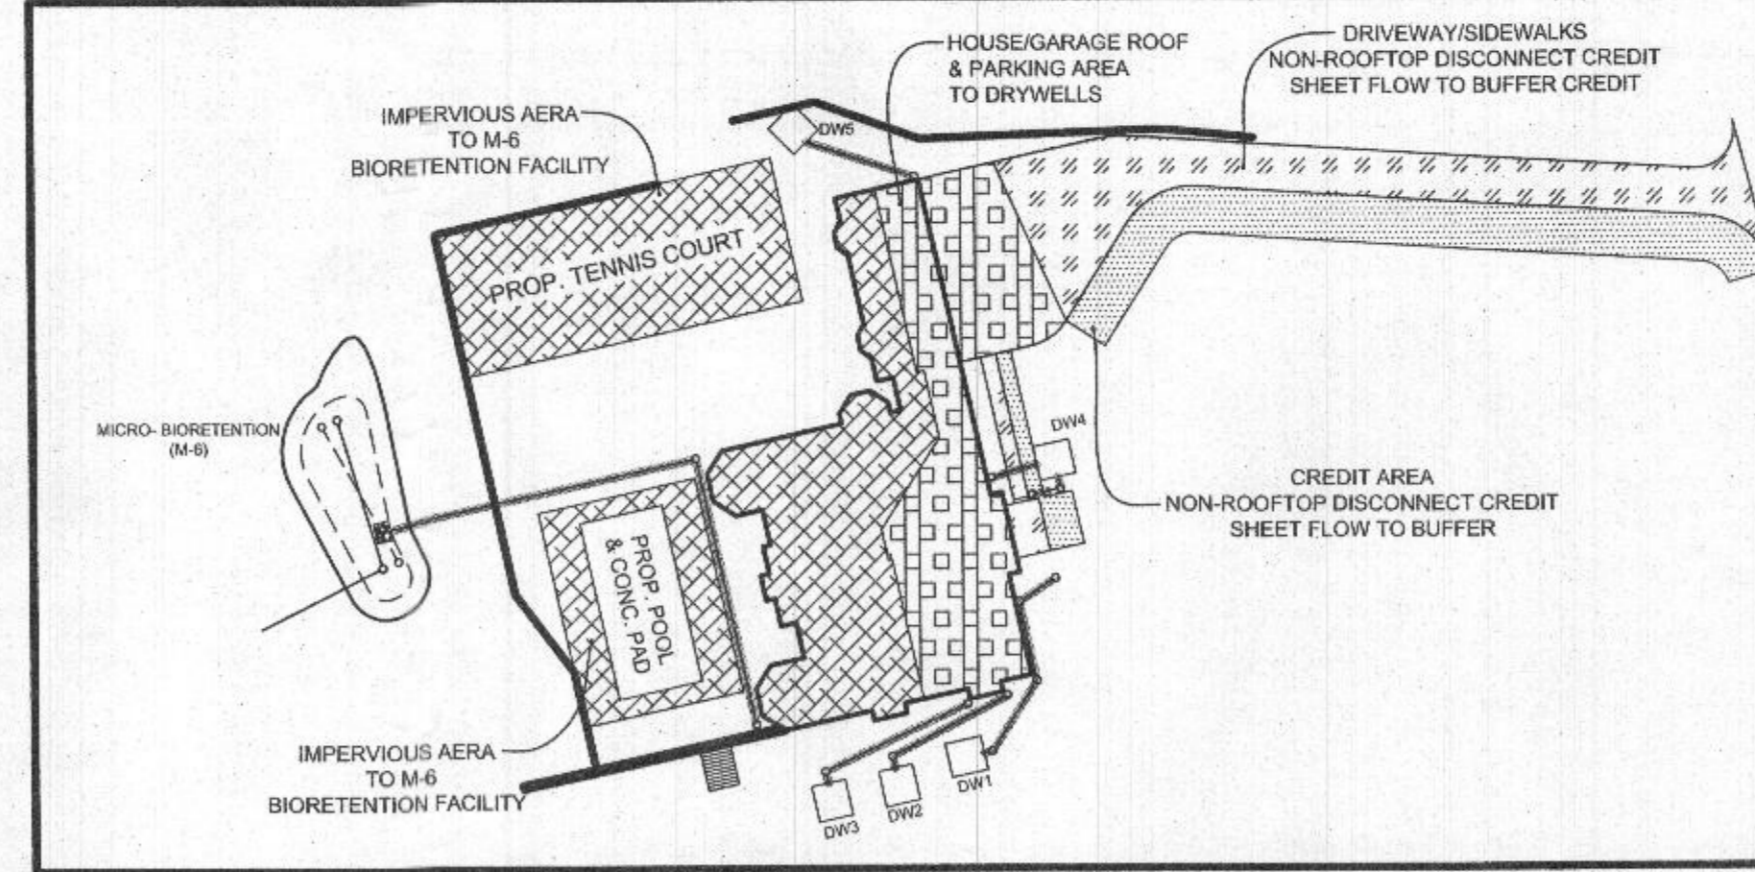 HOUSE/GARAGE ROOF
& PARKING AREA
TO DRYWELLS
DRIVEWAY/SIDEWALKS
NON-ROOFTOP DISCONNECT CREDIT
SHEET FLOW TO BUFFER CREDIT
IMPERVIOUS AERA
TO M-6
BIORETENTION FACILITY
DW5
PROP. TENNIS COURT
MICRO- BIORETENTION
(M-6)
DW4
CREDIT AREA
NON-ROOFTOP DISCONNECT CREDIT
SHEET FLOW TO BUFFER
PROP. POOL
& CONC. PAD
IMPERVIOUS AERA
TO M-6
BIORETENTION FACILITY
DW3
DW2
DW1